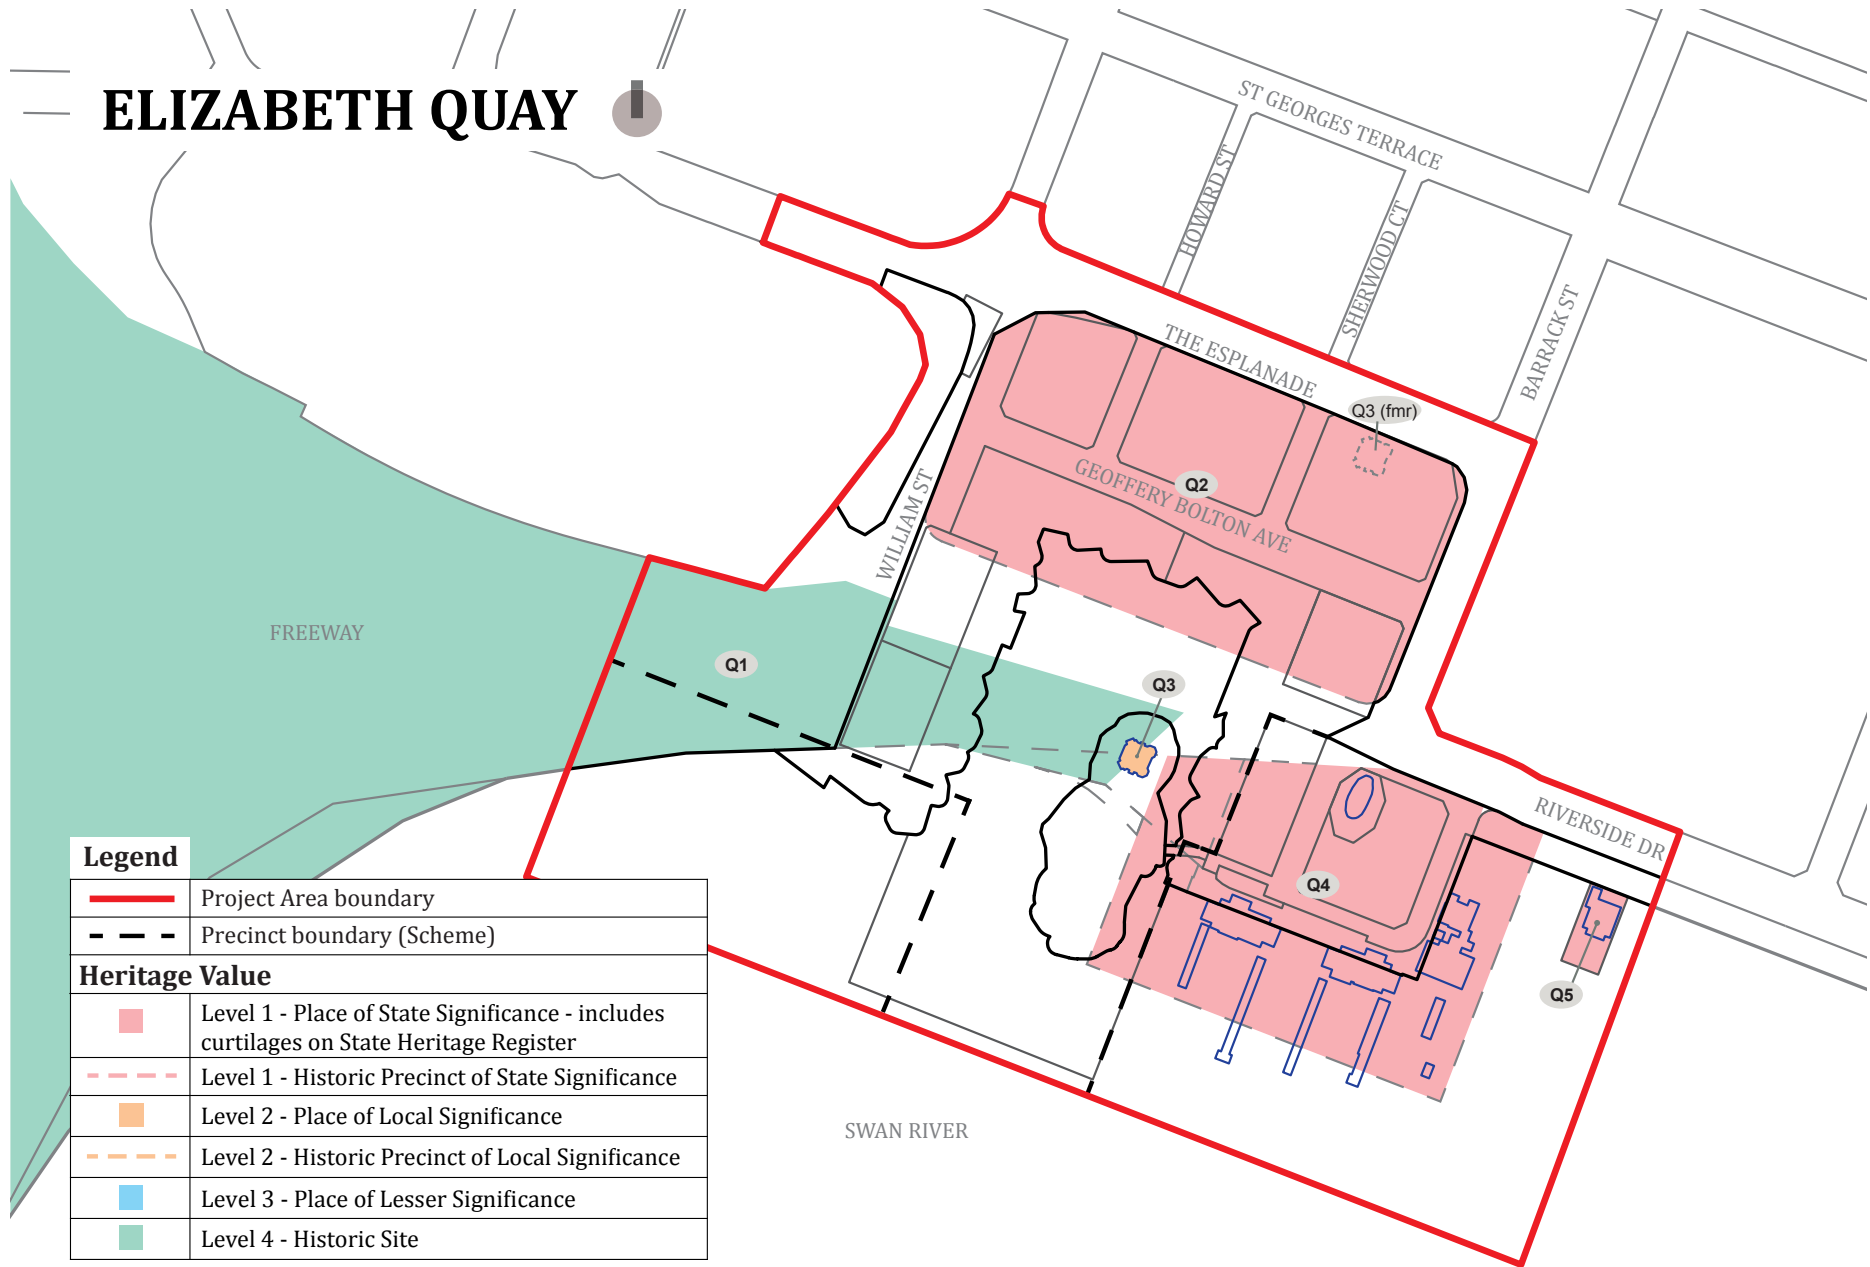 ELIZABETH QUAY
ST GEORGES TERRACE
HOWARD ST
SHERWOOD CT
BARRACK ST
THE ESPLANADE
Q3 (fmr)
Q2
GEOFFERY BOLTON AVE
WILLIAM ST
FREEWAY
Q1
Q3
RIVERSIDE DR
Q4
Q5
SWAN RIVER
Legend
Project Area boundary
Precinct boundary (Scheme)
Heritage Value
Level 1 - Place of State Significance - includes
curtilages on State Heritage Register
Level 1 - Historic Precinct of State Significance
Level 2 - Place of Local Significance
Level 2 - Historic Precinct of Local Significance
Level 3 - Place of Lesser Significance
Level 4 - Historic Site